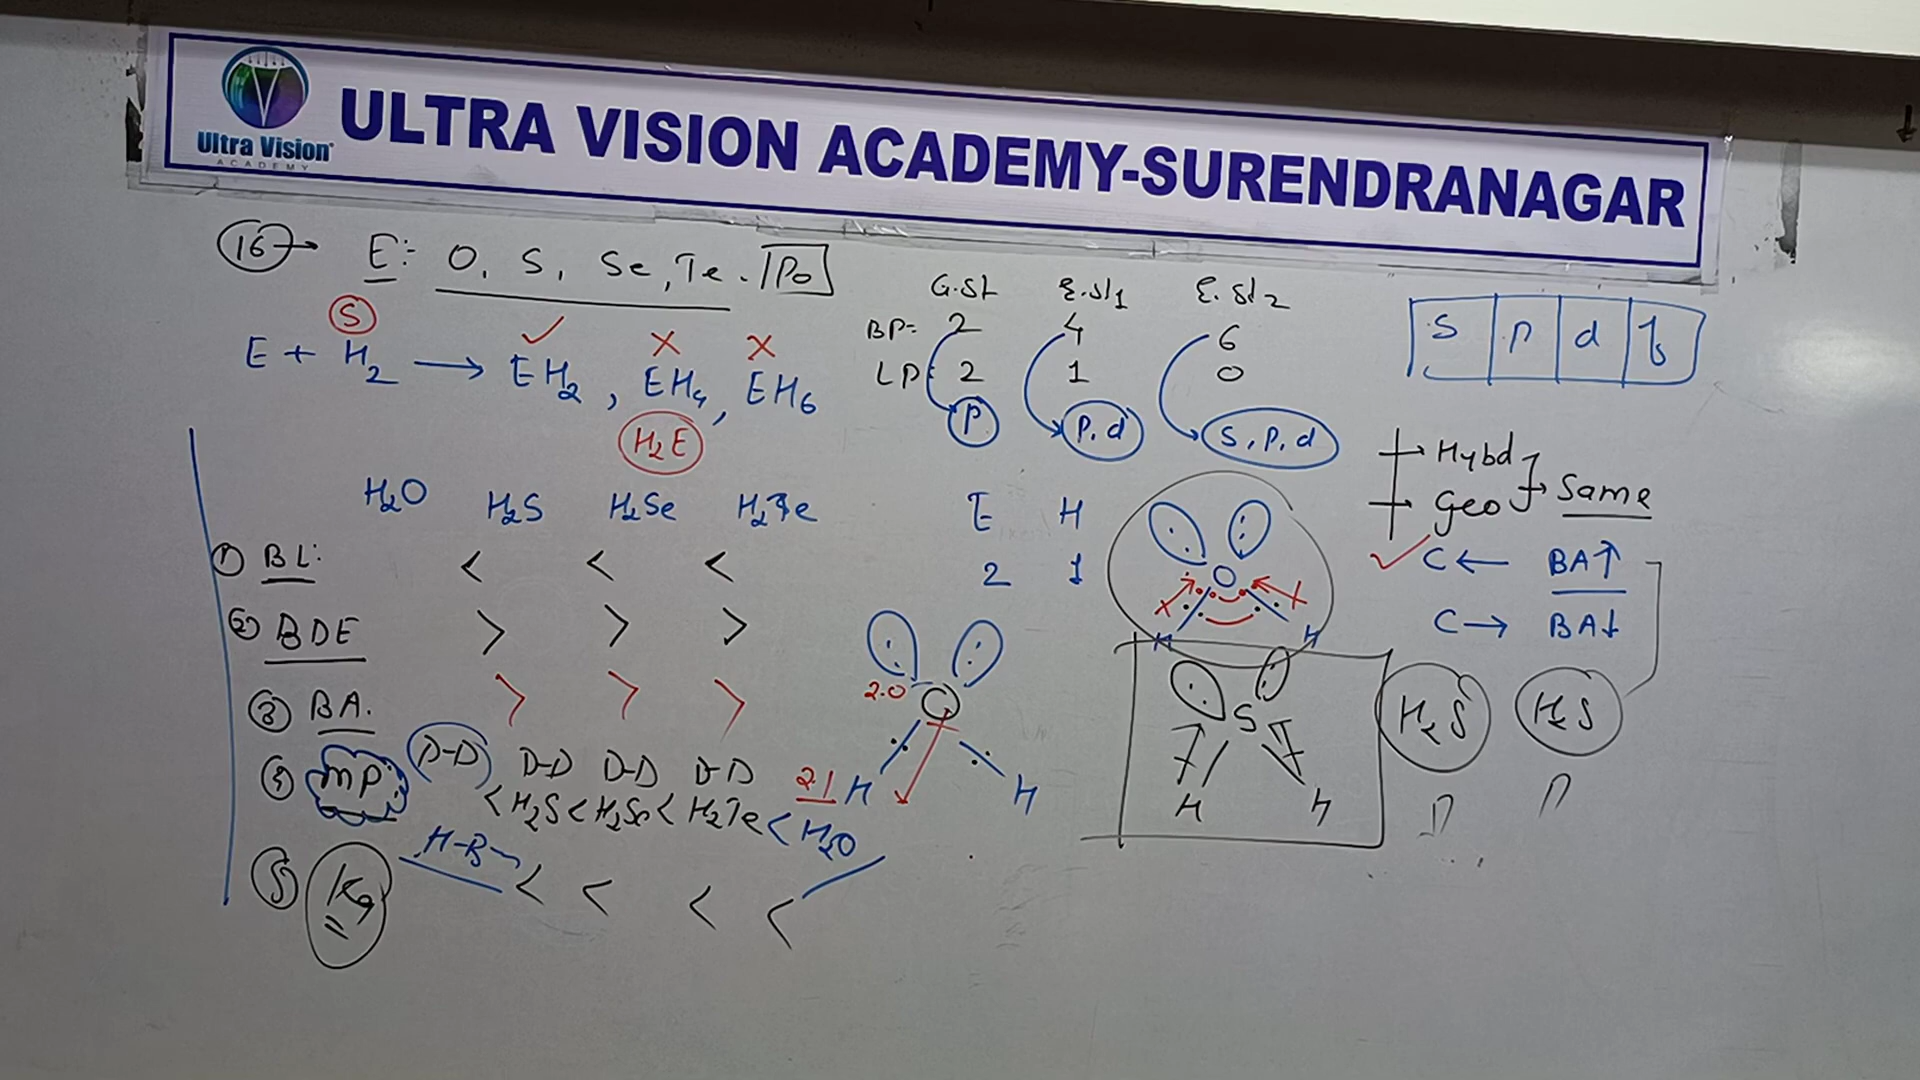 Ultra Vision
ACADEMY
ULTRA VISION ACADEMY-SURENDRANAGAR
16 → E:- O, S, Se, Te. Po
G.St E.St1 E.St2
BP= 2 4 6
LP= 2 1 0
P P,d S,P,d
S P d f
S
E + H2 → EH2, EH4, EH6
✓ X X
H2E
Hybd
Geo → Same
H2O H2S H2Se H2Te
E H
2 1
O
H H
✓ C ← BA↑
C → BA↓
① BL: < < <
② BDE > > >
③ BA. > > >
④ MP: D-D D-D D-D D-D
< H2S < H2Se < H2Te < H2O
H-B
⑤ Ka < < < <
2.0 O
2.1 H H
S
H H
H2S H2S